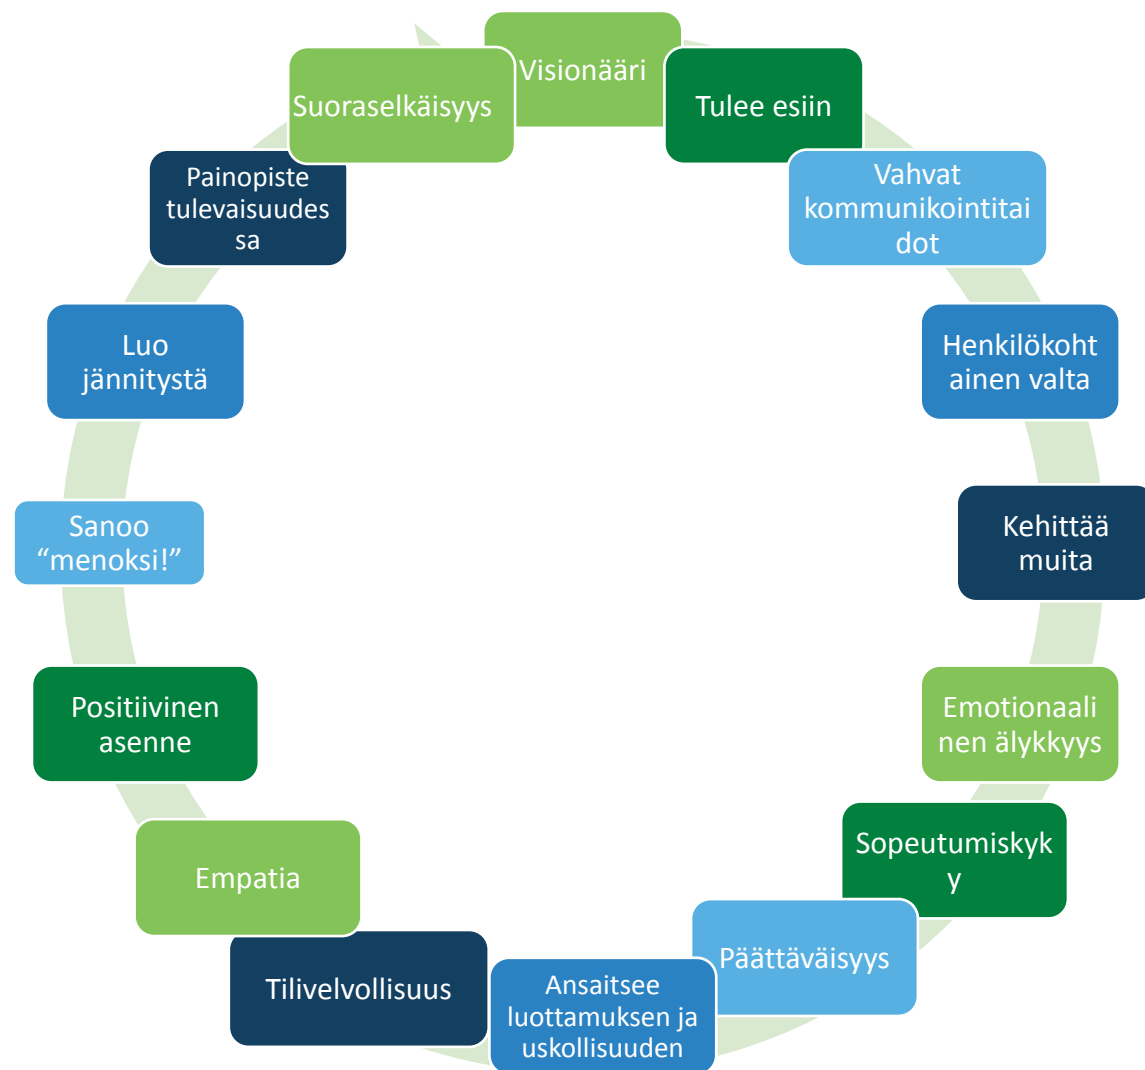 Visionääri
Tulee esiin
Vahvat
kommunikointitai
dot
Henkilökoht
ainen valta
Kehittää
muita
Emotionaali
nen älykkyys
Sopeutumiskyk
y
Päättäväisyys
Ansaitsee
luottamuksen ja
uskollisuuden
Tilivelvollisuus
Empatia
Positiivinen
asenne
Sanoo
“menoksi!”
Luo
jännitystä
Painopiste
tulevaisuudes
sa
Suoraselkäisyys